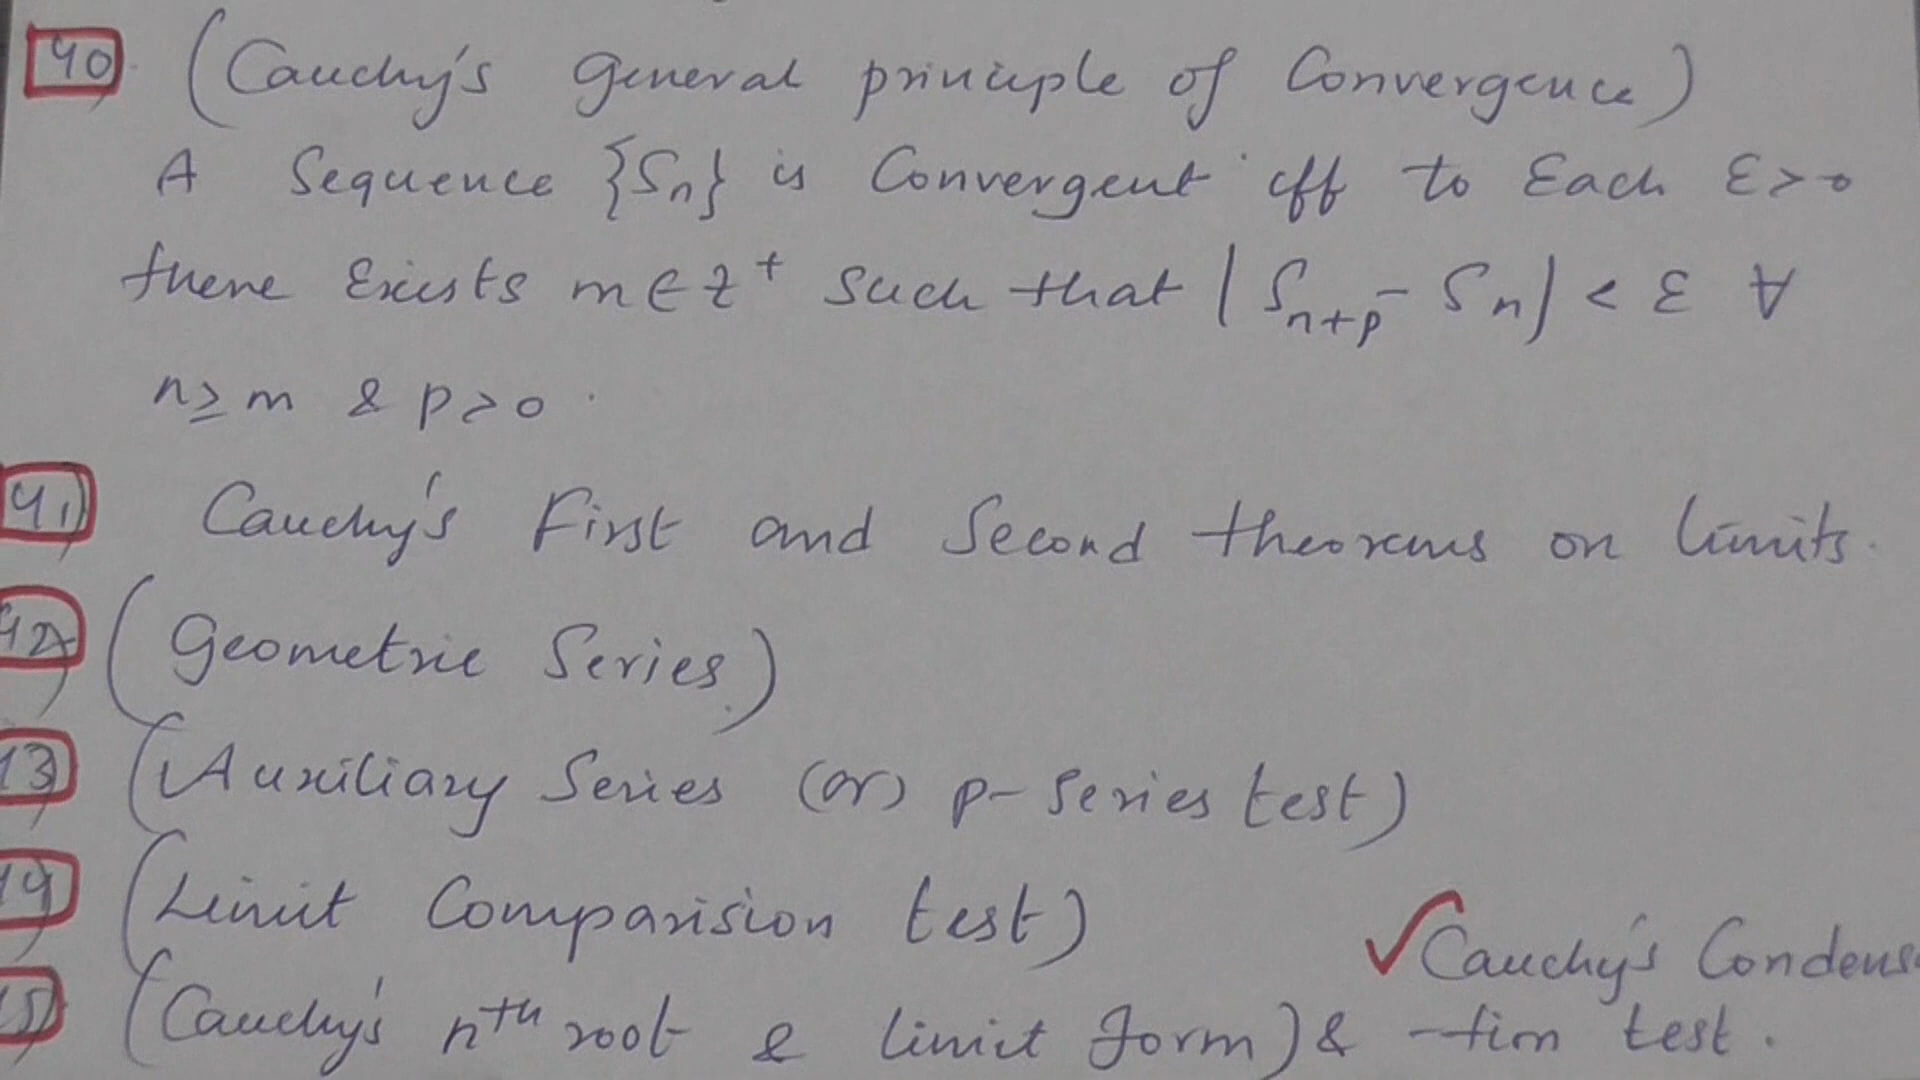 40) (Cauchy's general principle of Convergence)
A Sequence {Sn} is Convergent iff to Each ε>0
there Exists m∈Z⁺ such that |Sₙ₊ₚ - Sₙ| < ε ∀
n≥m & p>0.
41) Cauchy's First and Second theorems on limits.
42) (Geometric Series)
43) (Auxiliary Series (or) p-Series test)
44) (Limit Comparision test)
✓Cauchy's Condens-
45) (Cauchy's nth root & limit form) & -tion test.